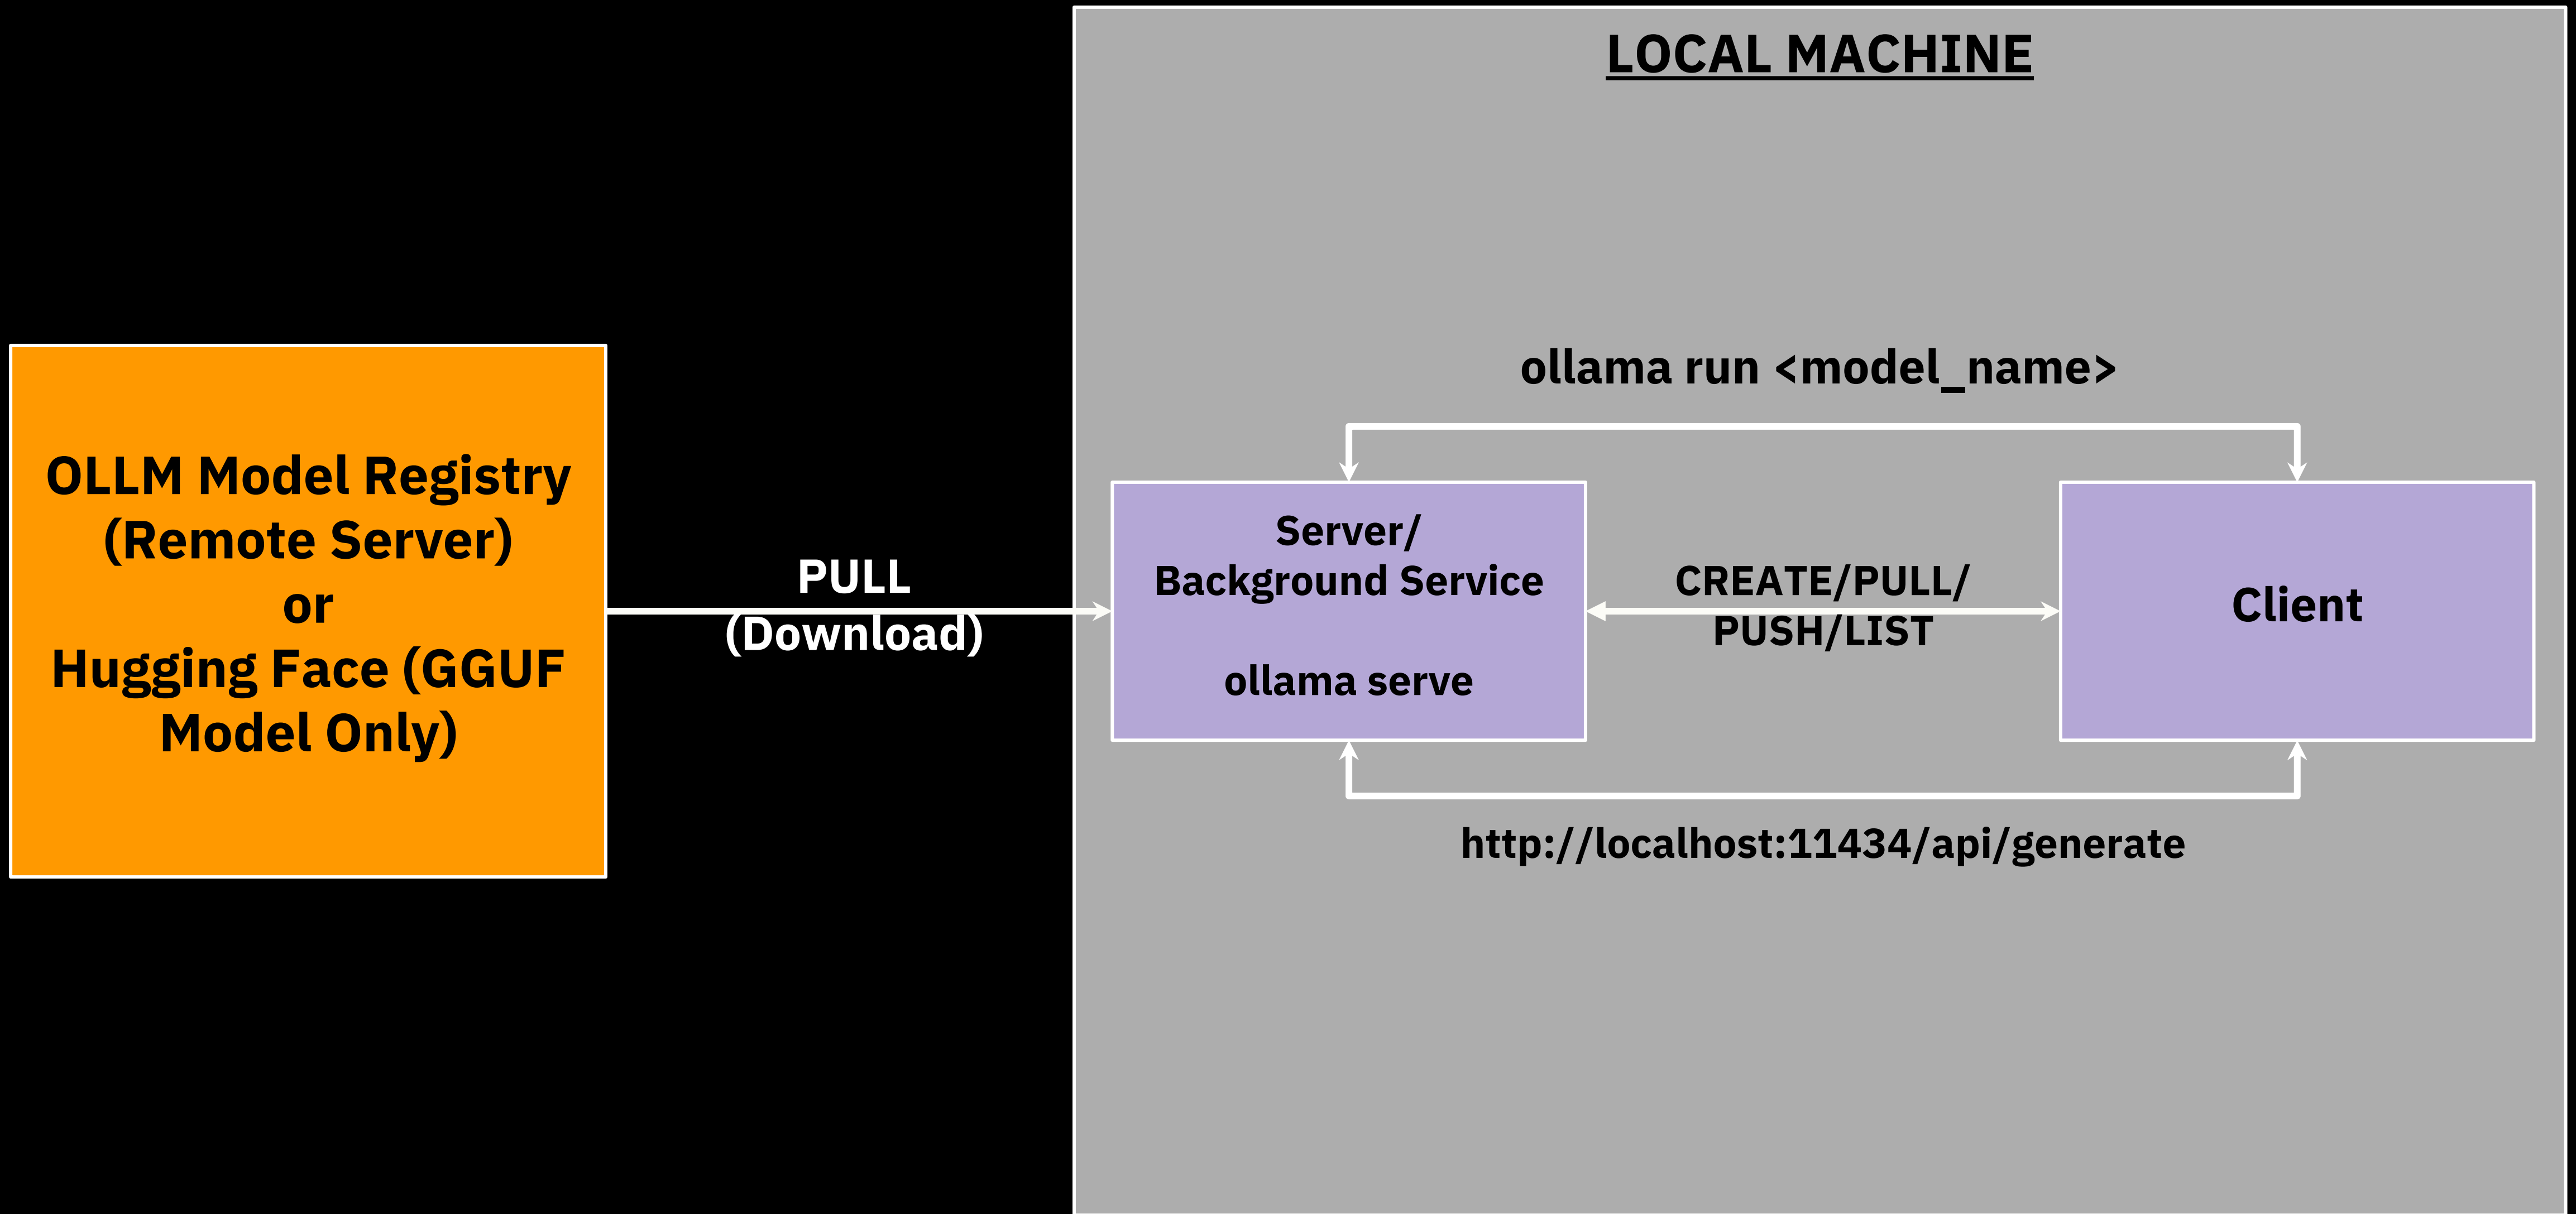 LOCAL MACHINE
OLLM Model Registry
(Remote Server)
or
Hugging Face (GGUF
Model Only)
PULL
(Download)
ollama run <model_name>
Server/
Background Service
ollama serve
CREATE/PULL/
PUSH/LIST
Client
http://localhost:11434/api/generate